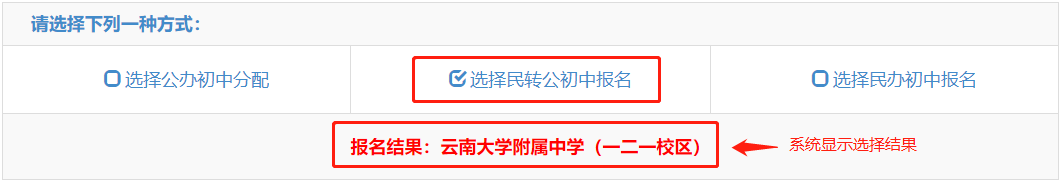 请选择下列一种方式：
选择公办初中分配
选择民转公初中报名
选择民办初中报名
报名结果：云南大学附属中学（一二一校区）
系统显示选择结果